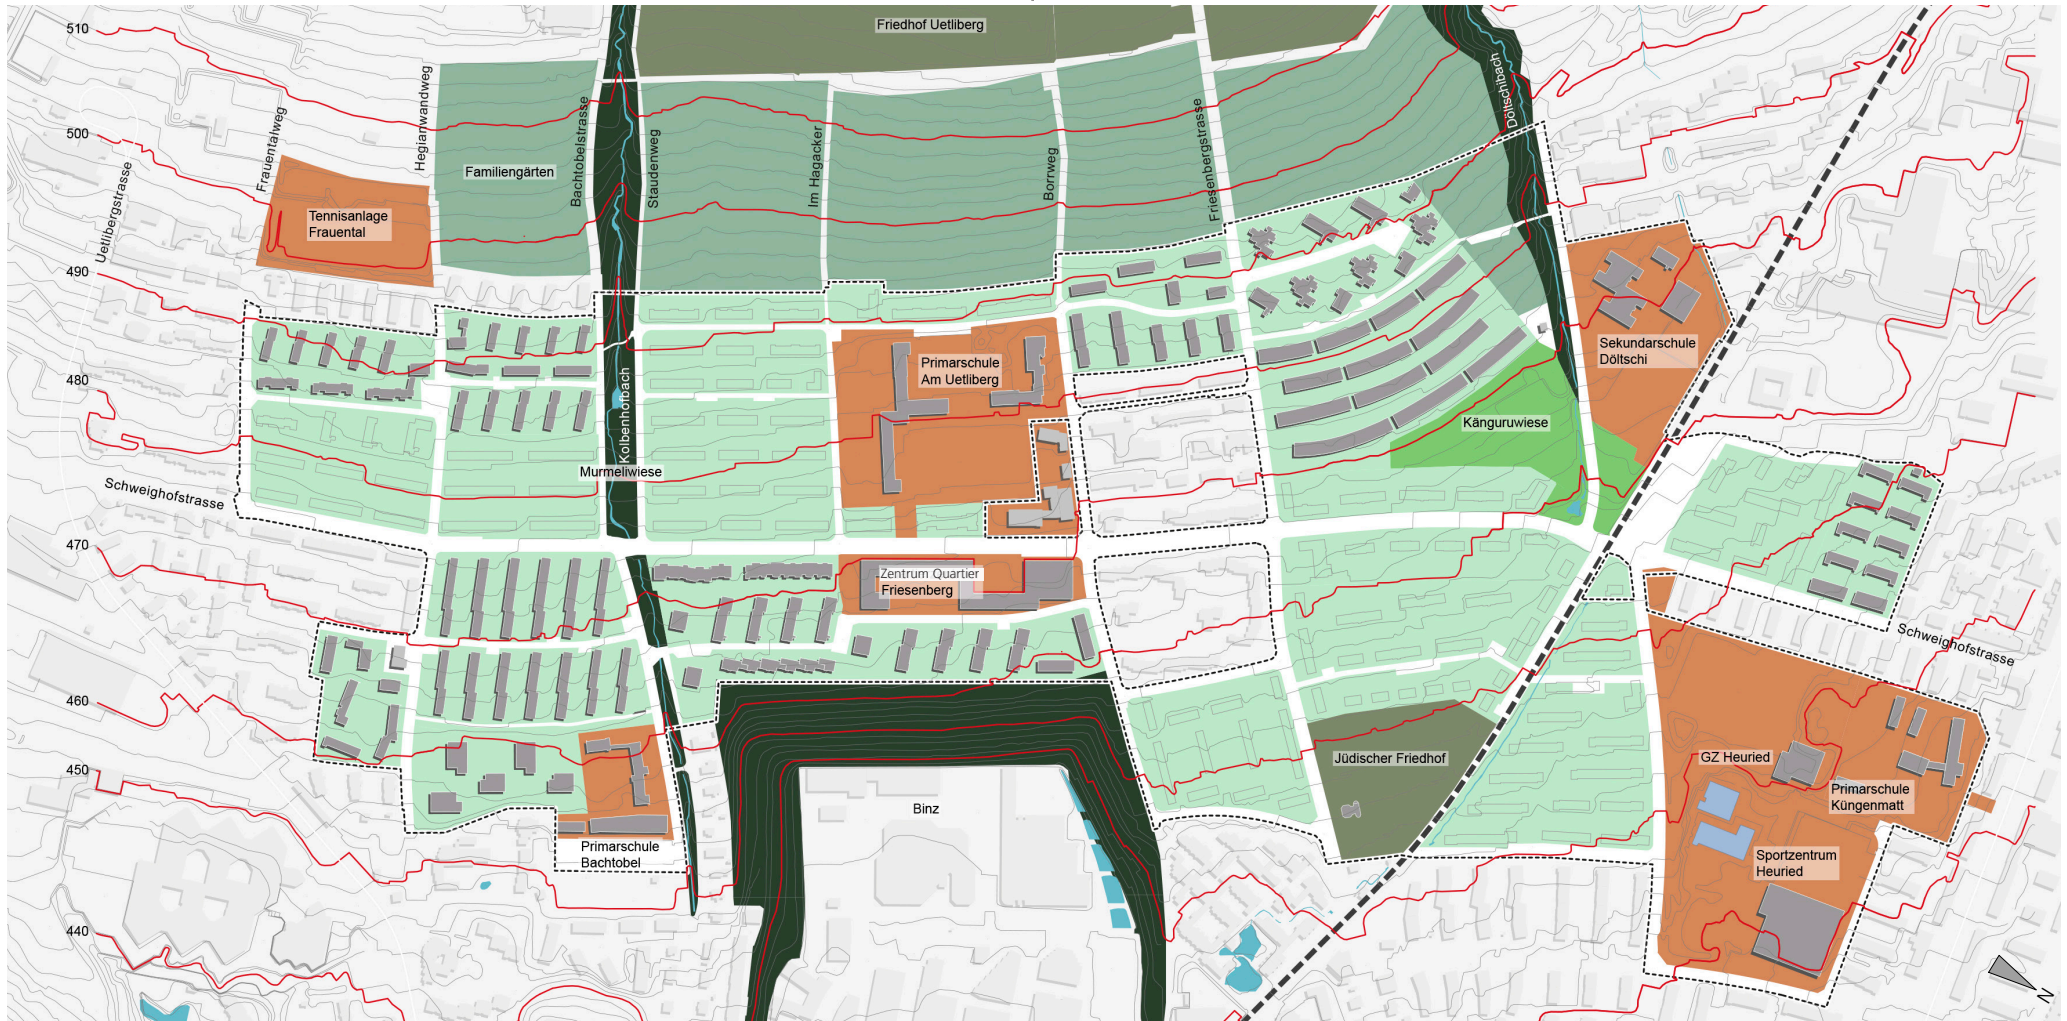 510
500
490
480
470
460
450
440
Friedhof Uetliberg
Döltschibach
Heglianwandweg
Frauentalweg
Uetlibergstrasse
Bachtobelstrasse
Staudenweg
Im Hagacker
Borrweg
Friesenbergstrasse
Familiengärten
Tennisanlage
Frauental
Sekundarschule
Döltschi
Primarschule
Am Uetliberg
Känguruwiese
Kolbenhofbach
Murmeliwiese
Schweighofstrasse
Zentrum Quartier
Friesenberg
Schweighofstrasse
Jüdischer Friedhof
GZ Heuried
Primarschule
Küngenmatt
Binz
Primarschule
Bachtobel
Sportzentrum
Heuried
N